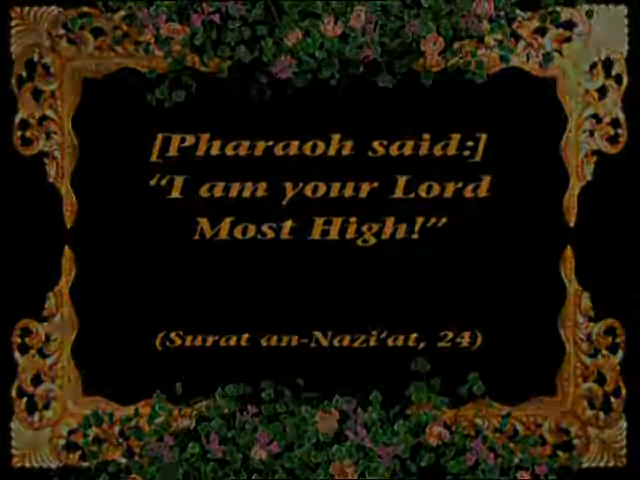 [Pharaoh said:]
“I am your Lord
Most High!”
(Surat an-Nazi‘at, 24)